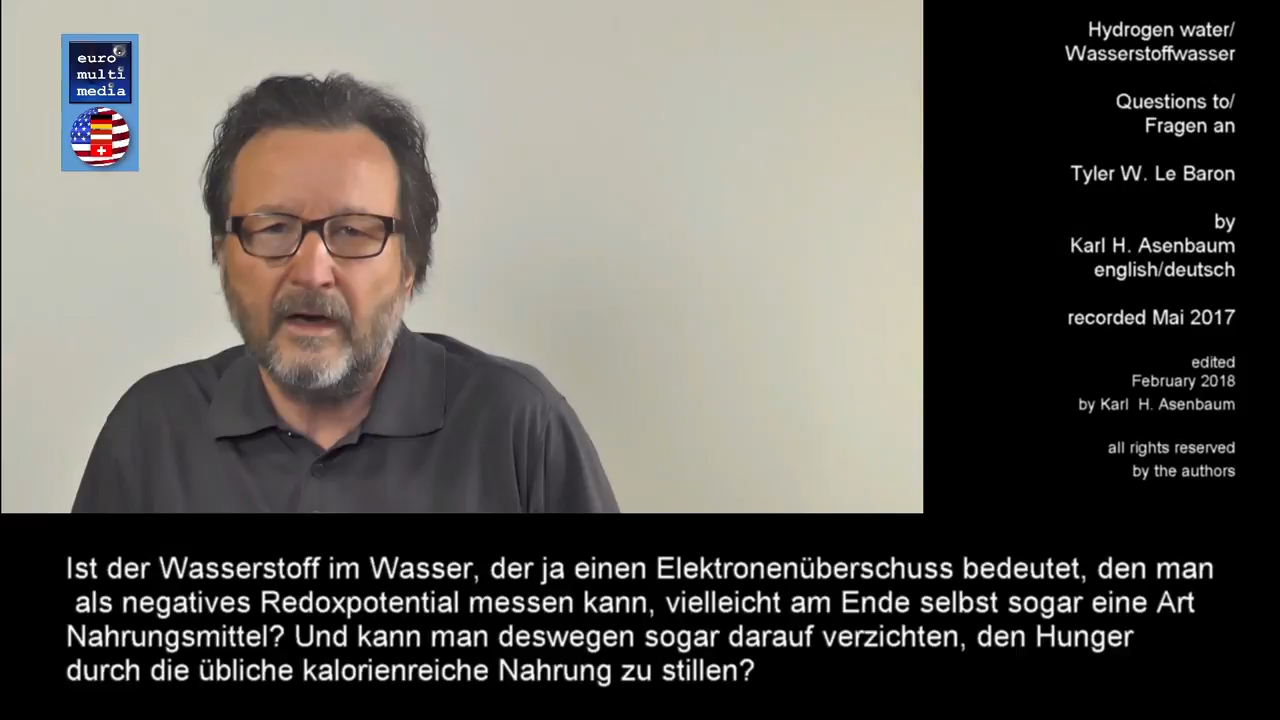 euro
multi
media
Hydrogen water/
Wasserstoffwasser
Questions to/
Fragen an
Tyler W. Le Baron
by
Karl H. Asenbaum
english/deutsch
recorded Mai 2017
edited
February 2018
by Karl H. Asenbaum
all rights reserved
by the authors
Ist der Wasserstoff im Wasser, der ja einen Elektronenüberschuss bedeutet, den man
als negatives Redoxpotential messen kann, vielleicht am Ende selbst sogar eine Art
Nahrungsmittel? Und kann man deswegen sogar darauf verzichten, den Hunger
durch die übliche kalorienreiche Nahrung zu stillen?